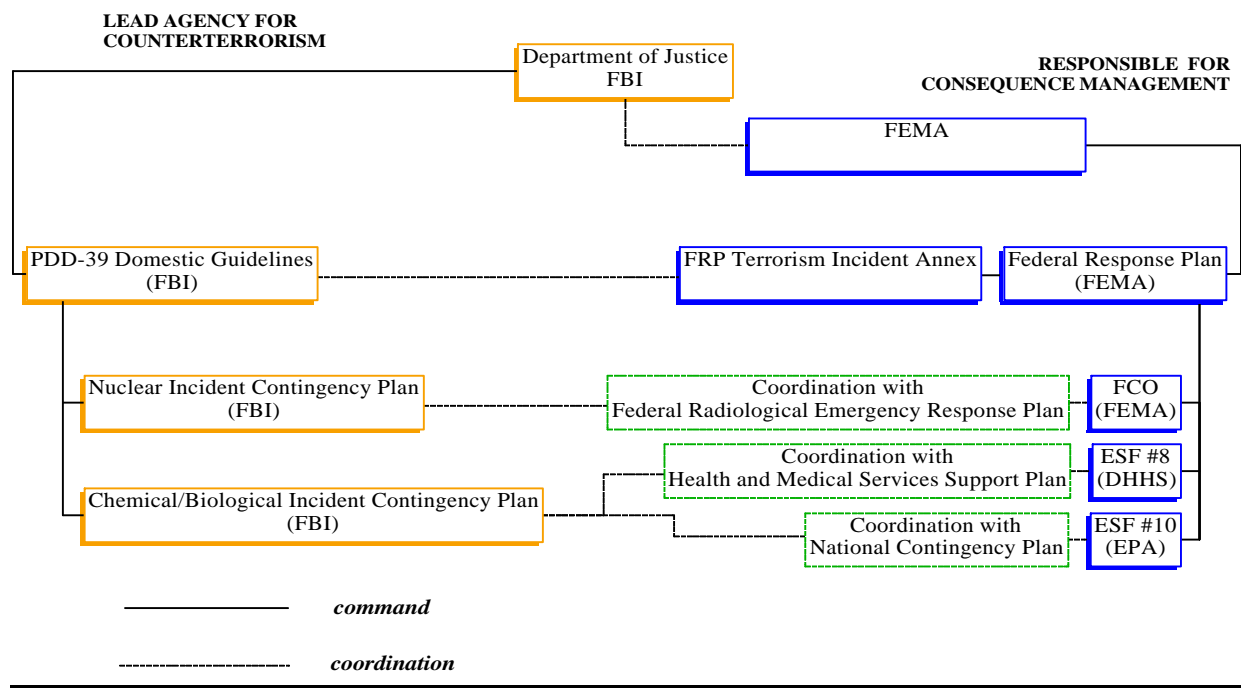 LEAD AGENCY FOR
COUNTERTERRORISM
Department of Justice
FBI
RESPONSIBLE FOR
CONSEQUENCE MANAGEMENT
FEMA
PDD-39 Domestic Guidelines
(FBI)
FRP Terrorism Incident Annex
Federal Response Plan
(FEMA)
Nuclear Incident Contingency Plan
(FBI)
Coordination with
Federal Radiological Emergency Response Plan
FCO
(FEMA)
Coordination with
Health and Medical Services Support Plan
ESF #8
(DHHS)
Chemical/Biological Incident Contingency Plan
(FBI)
Coordination with
National Contingency Plan
ESF #10
(EPA)
command
coordination